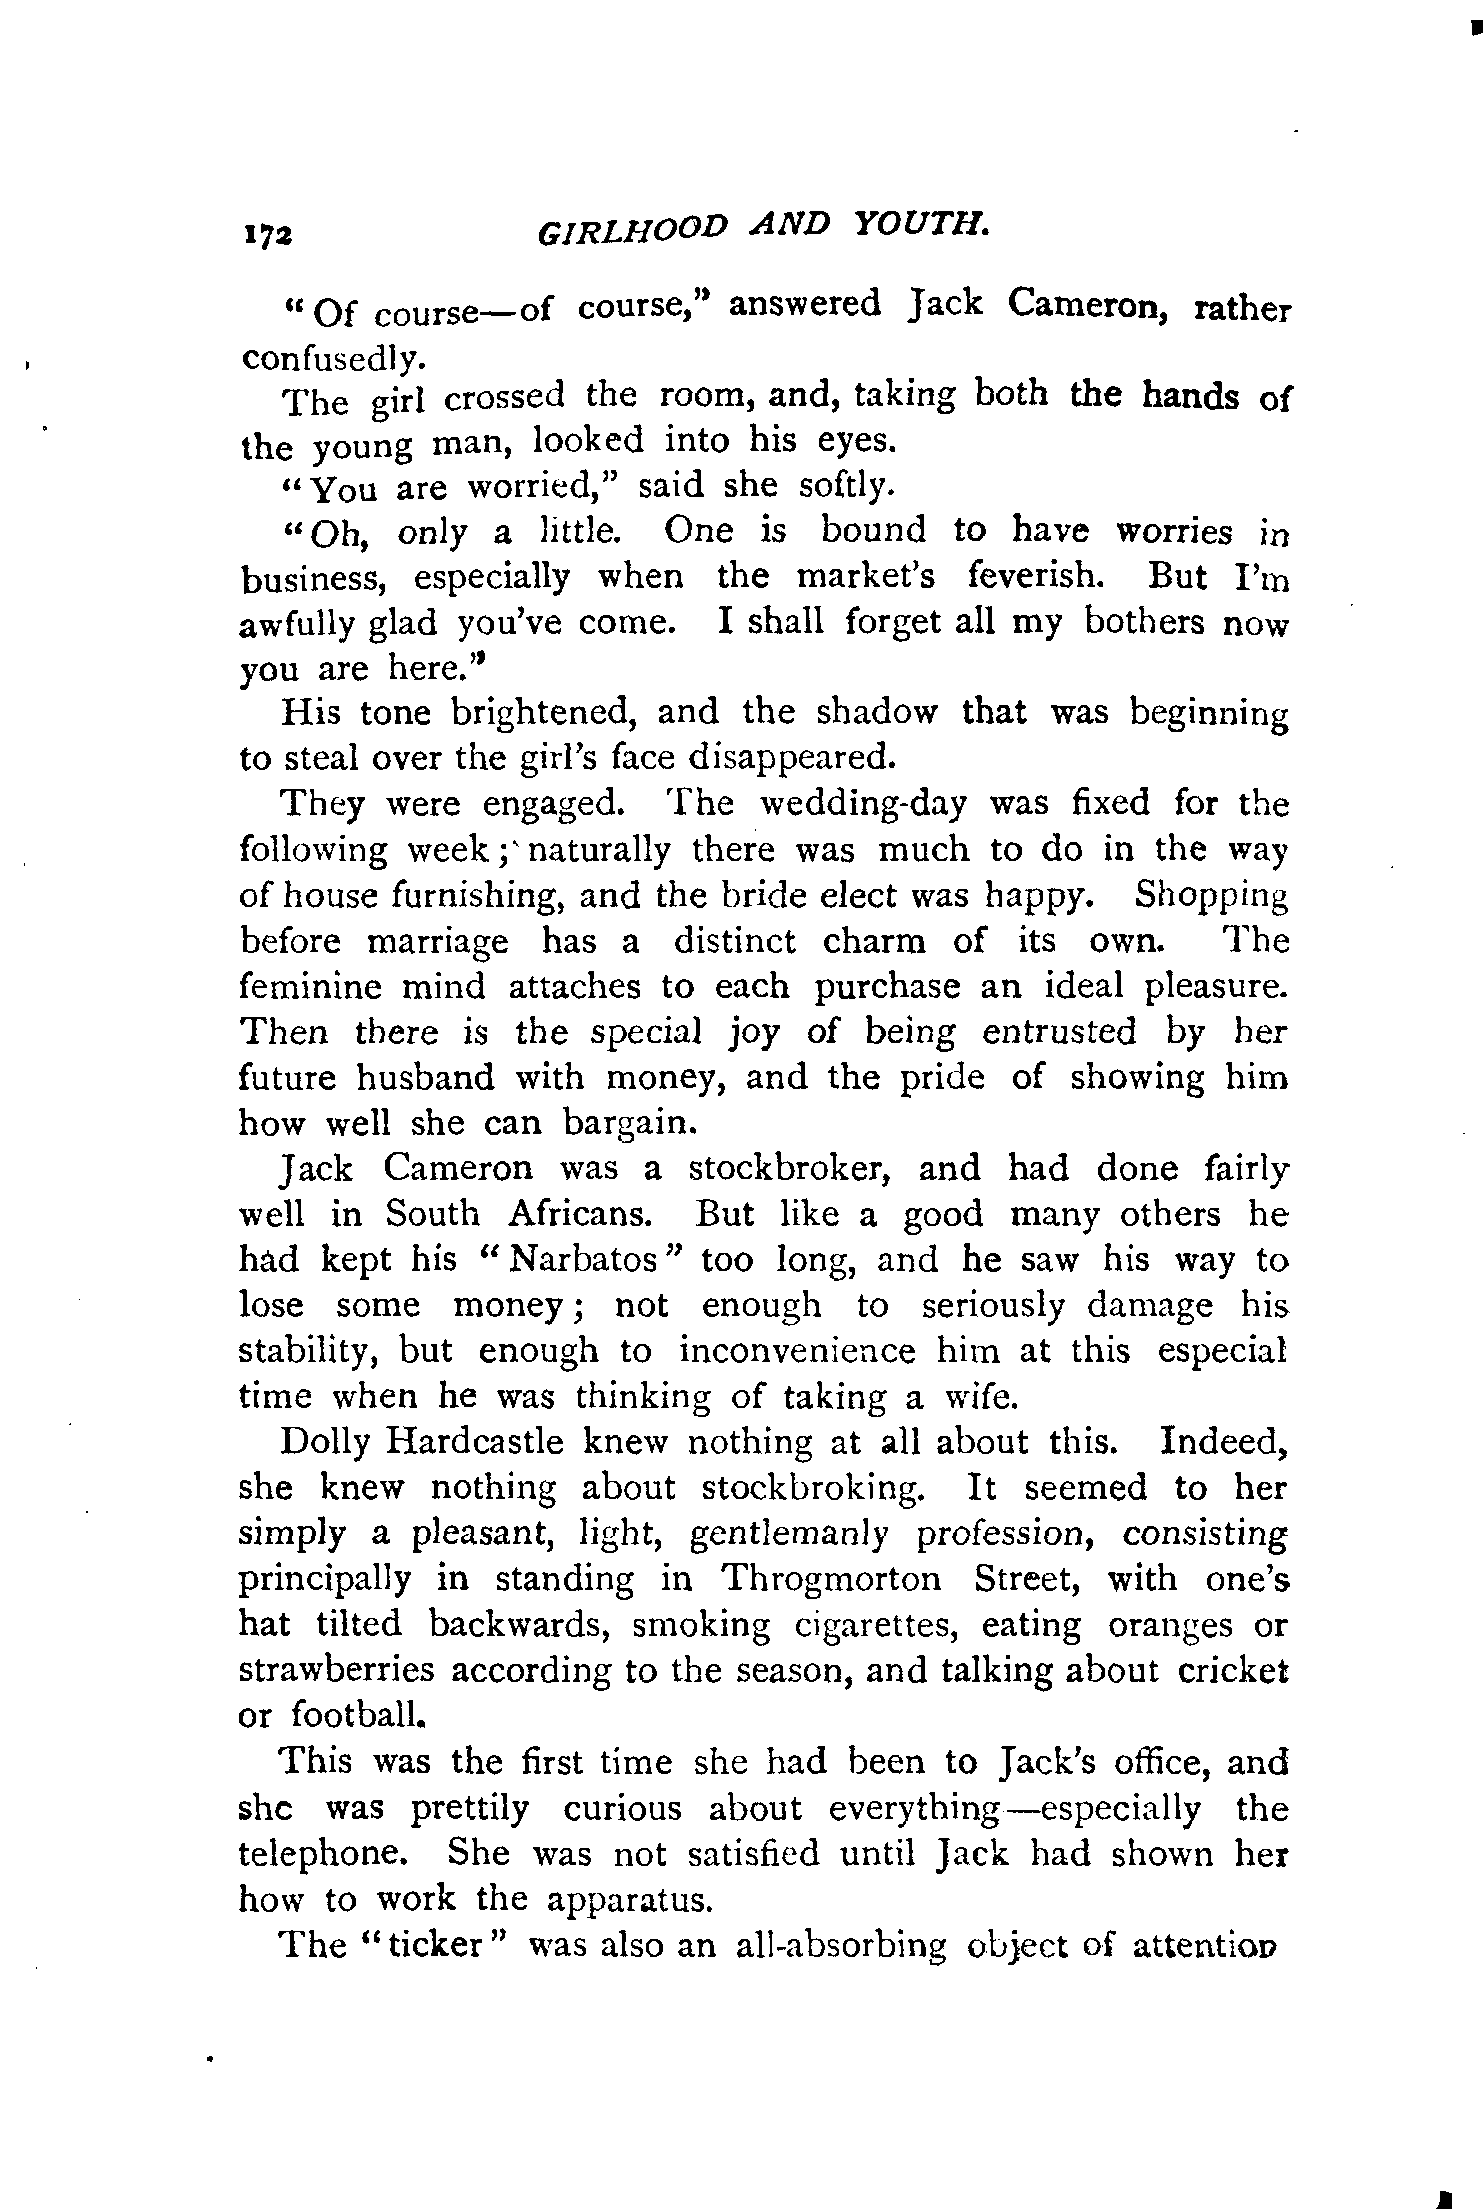 172 GIRLHOOD AND YOUTH.
“Of course—of course,” answered Jack Cameron, rather
confusedly.
The girl crossed the room, and, taking both the hands of
the young man, looked into his eyes.
“You are worried,” said she softly.
“Oh, only a little. One is bound to have worries in
business, especially when the market’s feverish. But I’m
awfully glad you’ve come. I shall forget all my bothers now
you are here.”
His tone brightened, and the shadow that was beginning
to steal over the girl’s face disappeared.
They were engaged. The wedding-day was fixed for the
following week; naturally there was much to do in the way
of house furnishing, and the bride elect was happy. Shopping
before marriage has a distinct charm of its own. The
feminine mind attaches to each purchase an ideal pleasure.
Then there is the special joy of being entrusted by her
future husband with money, and the pride of showing him
how well she can bargain.
Jack Cameron was a stockbroker, and had done fairly
well in South Africans. But like a good many others he
had kept his “Narbatos” too long, and he saw his way to
lose some money; not enough to seriously damage his
stability, but enough to inconvenience him at this especial
time when he was thinking of taking a wife.
Dolly Hardcastle knew nothing at all about this. Indeed,
she knew nothing about stockbroking. It seemed to her
simply a pleasant, light, gentlemanly profession, consisting
principally in standing in Throgmorton Street, with one’s
hat tilted backwards, smoking cigarettes, eating oranges or
strawberries according to the season, and talking about cricket
or football.
This was the first time she had been to Jack’s office, and
she was prettily curious about everything—especially the
telephone. She was not satisfied until Jack had shown her
how to work the apparatus.
The “ticker” was also an all-absorbing object of attention